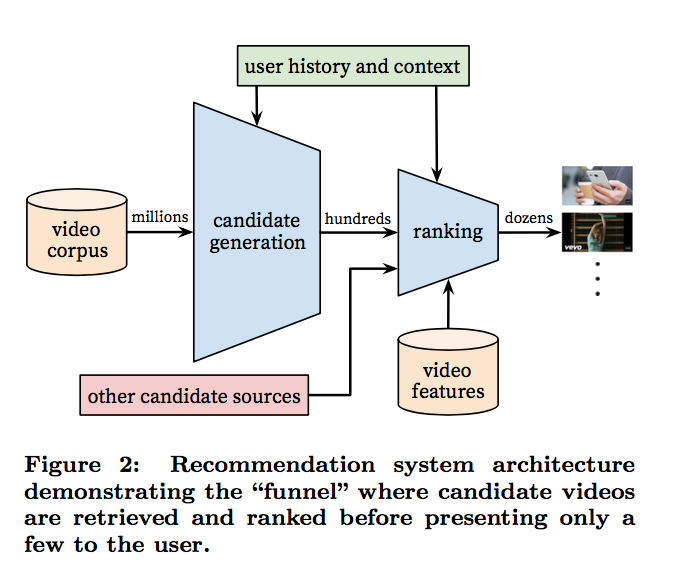 user history and context
video
corpus
millions
candidate
generation
hundreds
ranking
dozens
vevo
other candidate sources
video
features
Figure 2: Recommendation system architecture
demonstrating the “funnel” where candidate videos
are retrieved and ranked before presenting only a
few to the user.